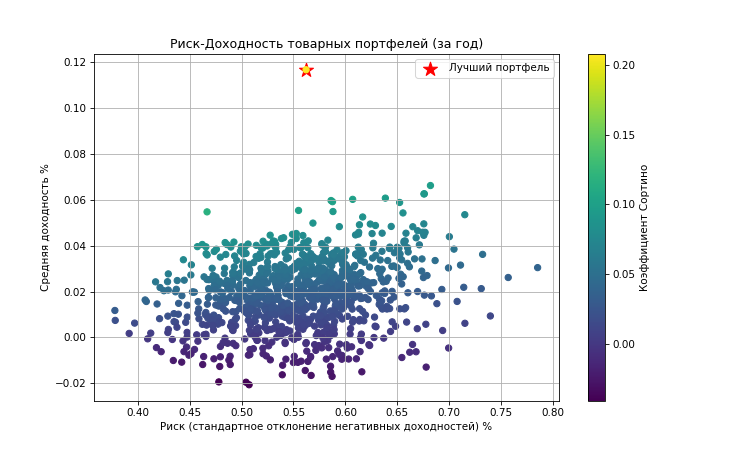 Риск-Доходность товарных портфелей (за год)
Лучший портфель
Средняя доходность %
0.12
0.10
0.08
0.06
0.04
0.02
0.00
−0.02
0.40 0.45 0.50 0.55 0.60 0.65 0.70 0.75 0.80
Риск (стандартное отклонение негативных доходностей) %
0.20
0.15
0.10
0.05
0.00
Коэффициент Сортино